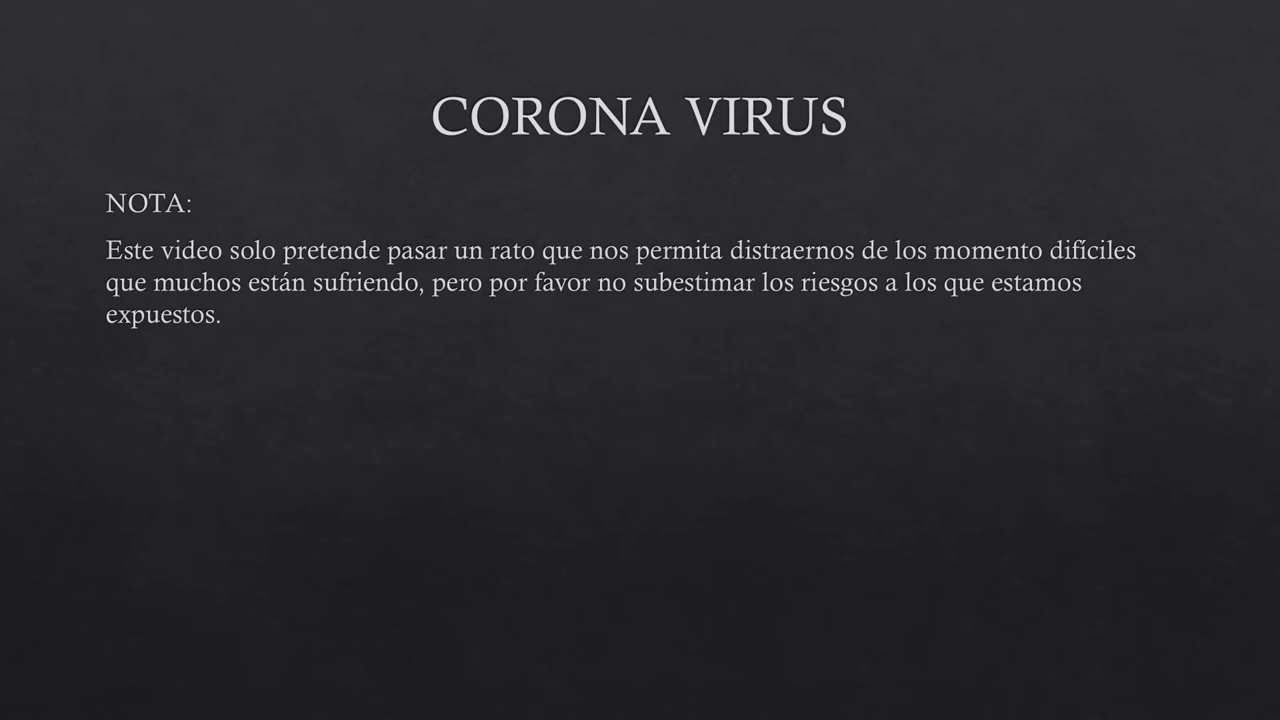 CORONA VIRUS
NOTA:
Este video solo pretende pasar un rato que nos permita distraernos de los momento difíciles
que muchos están sufriendo, pero por favor no subestimar los riesgos a los que estamos
expuestos.